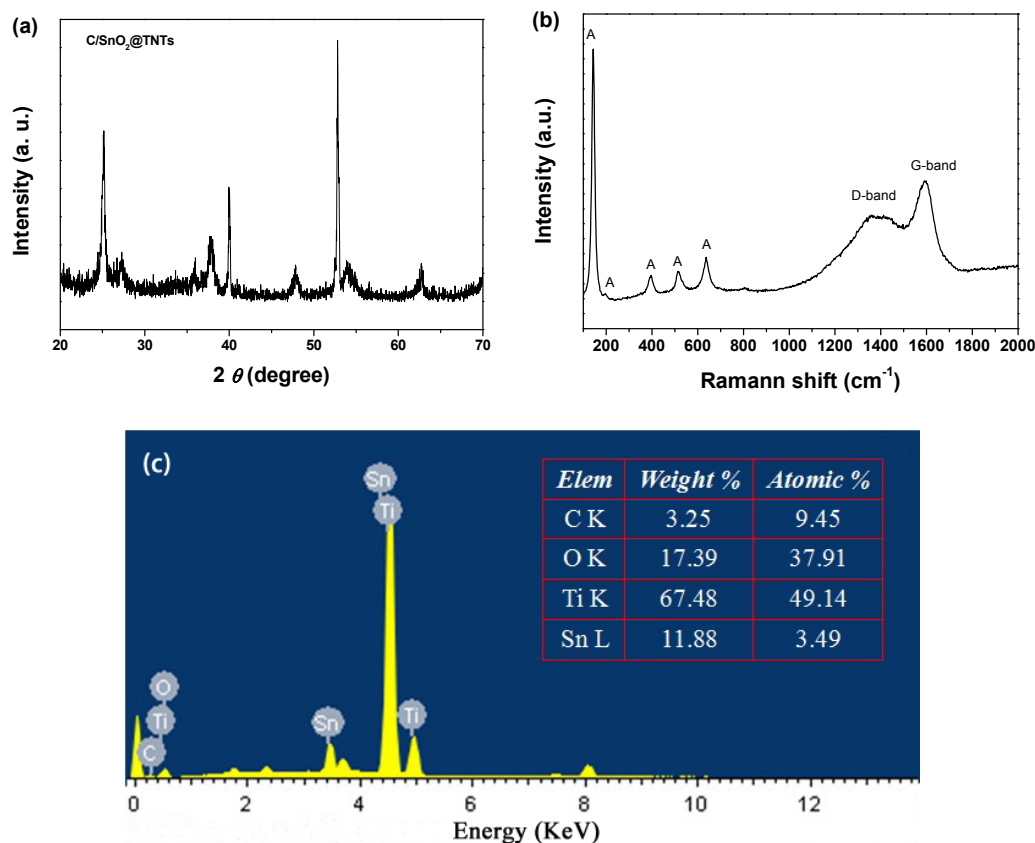 (a)
C/SnO2@TNTs
Intensity (a. u.)
20 30 40 50 60 70
2 θ (degree)
(b)
A
A
A
A
A
D-band
G-band
Intensity (a.u.)
200 400 600 800 1000 1200 1400 1600 1800 2000
Ramann shift (cm-1)
(c)
Sn
Ti
O
Ti
C
Sn
Ti
Elem Weight % Atomic %
C K 3.25 9.45
O K 17.39 37.91
Ti K 67.48 49.14
Sn L 11.88 3.49
0 2 4 6 8 10 12
Energy (KeV)